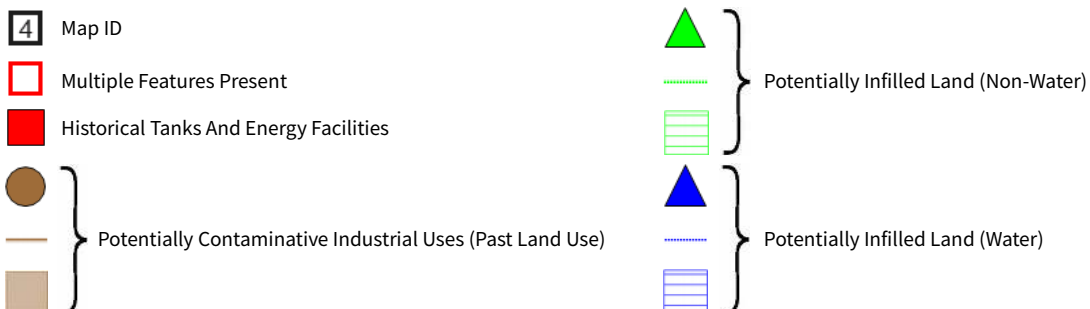 4 Map ID
Multiple Features Present
Historical Tanks And Energy Facilities
Potentially Contaminative Industrial Uses (Past Land Use)
Potentially Infilled Land (Non-Water)
Potentially Infilled Land (Water)